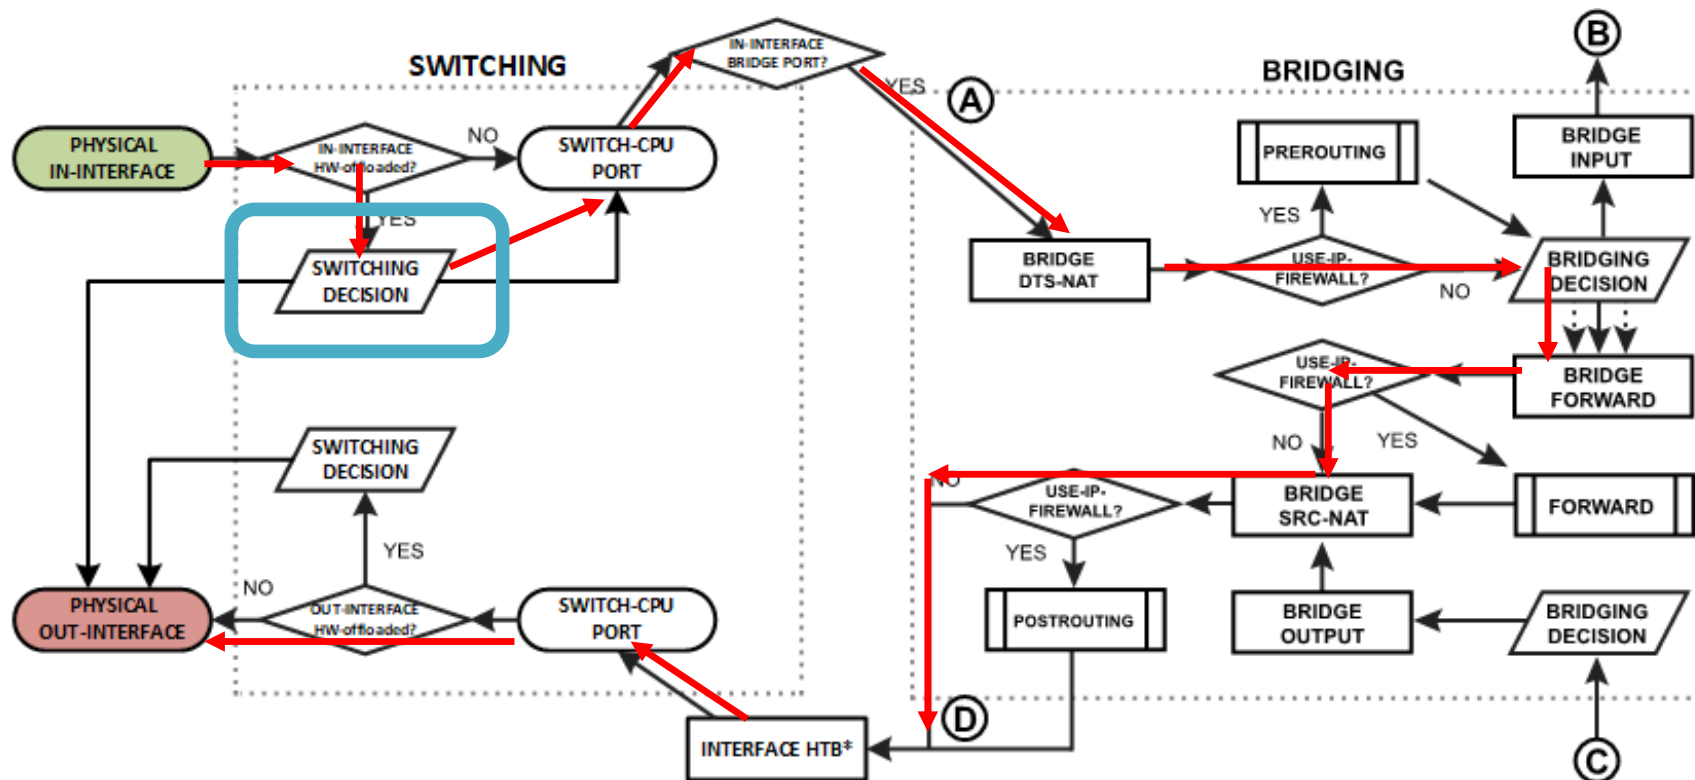 SWITCHING
BRIDGING
IN-INTERFACE
BRIDGE PORT?
YES
A
B
PHYSICAL
IN-INTERFACE
IN-INTERFACE
HW-offloaded?
NO
YES
SWITCH-CPU
PORT
SWITCHING
DECISION
PREROUTING
BRIDGE
INPUT
YES
BRIDGE
DTS-NAT
USE-IP-
FIREWALL?
NO
BRIDGING
DECISION
USE-IP-
FIREWALL?
BRIDGE
FORWARD
NO
YES
SWITCHING
DECISION
NO
USE-IP-
FIREWALL?
BRIDGE
SRC-NAT
FORWARD
YES
YES
NO
PHYSICAL
OUT-INTERFACE
OUT-INTERFACE
HW-offloaded?
SWITCH-CPU
PORT
POSTROUTING
BRIDGE
OUTPUT
BRIDGING
DECISION
D
INTERFACE HTB*
C